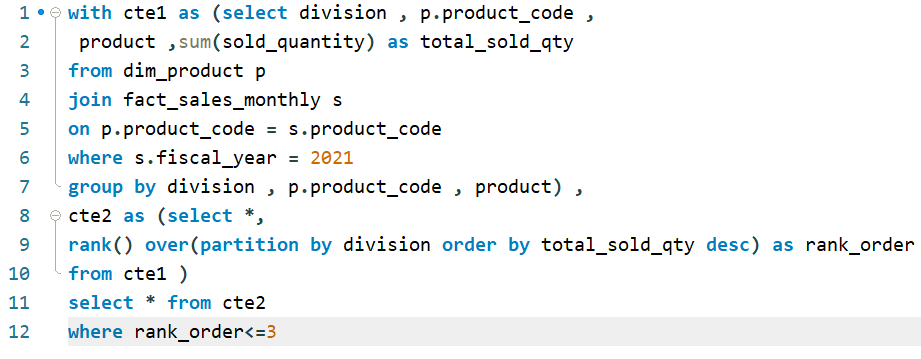 1 with cte1 as (select division , p.product_code ,
2 product ,sum(sold_quantity) as total_sold_qty
3 from dim_product p
4 join fact_sales_monthly s
5 on p.product_code = s.product_code
6 where s.fiscal_year = 2021
7 group by division , p.product_code , product) ,
8 cte2 as (select *,
9 rank() over(partition by division order by total_sold_qty desc) as rank_order
10 from cte1 )
11 select * from cte2
12 where rank_order<=3